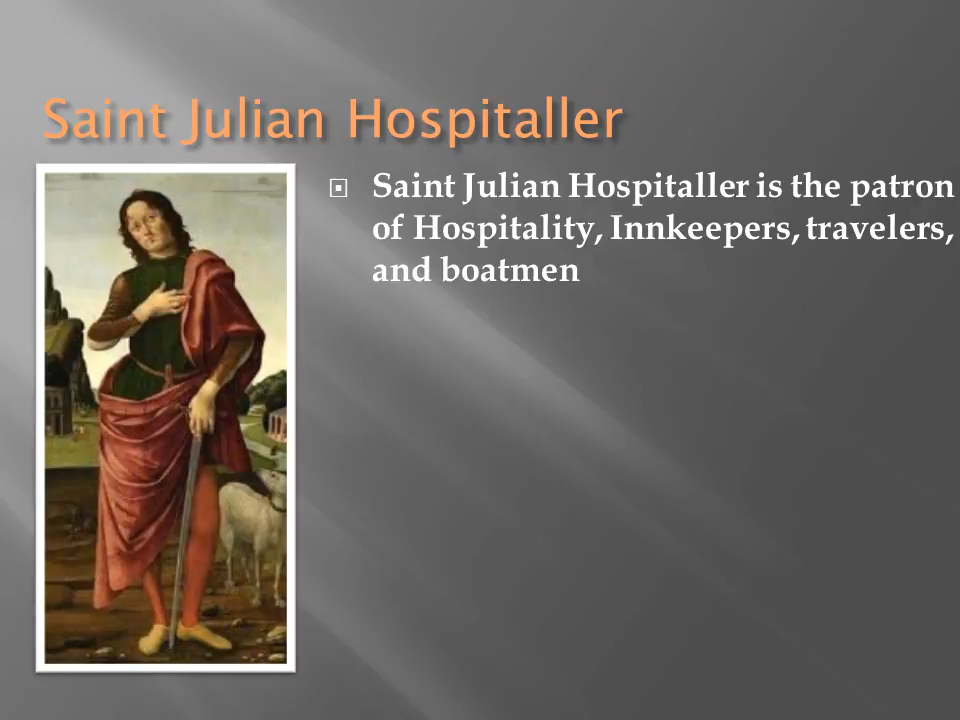 Saint Julian Hospitaller
Saint Julian Hospitaller is the patron
of Hospitality, Innkeepers, travelers,
and boatmen